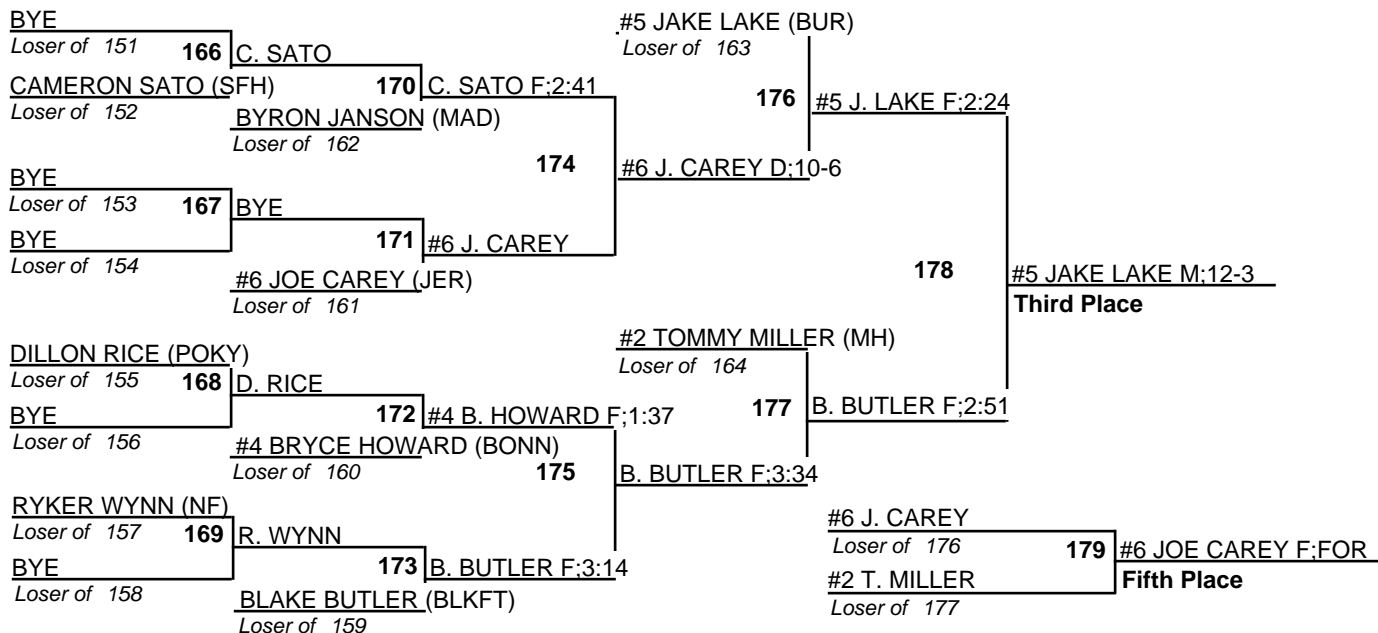 BYE
Loser of 151
166
C. SATO
CAMERON SATO (SFH)
Loser of 152
170
C. SATO F;2:41
BYRON JANSON (MAD)
Loser of 162
BYE
Loser of 153
167
BYE
BYE
Loser of 154
171
#6 J. CAREY
#6 JOE CAREY (JER)
Loser of 161
174
#6 J. CAREY D;10-6
#5 JAKE LAKE (BUR)
Loser of 163
176
#5 J. LAKE F;2:24
DILLON RICE (POKY)
Loser of 155
168
D. RICE
BYE
Loser of 156
172
#4 B. HOWARD F;1:37
#4 BRYCE HOWARD (BONN)
Loser of 160
RYKER WYNN (NF)
Loser of 157
169
R. WYNN
BYE
Loser of 158
173
B. BUTLER F;3:14
BLAKE BUTLER (BLKFT)
Loser of 159
175
B. BUTLER F;3:34
#2 TOMMY MILLER (MH)
Loser of 164
177
B. BUTLER F;2:51
178
#5 JAKE LAKE M;12-3
Third Place
#6 J. CAREY
Loser of 176
179
#6 JOE CAREY F;FOR
Fifth Place
#2 T. MILLER
Loser of 177